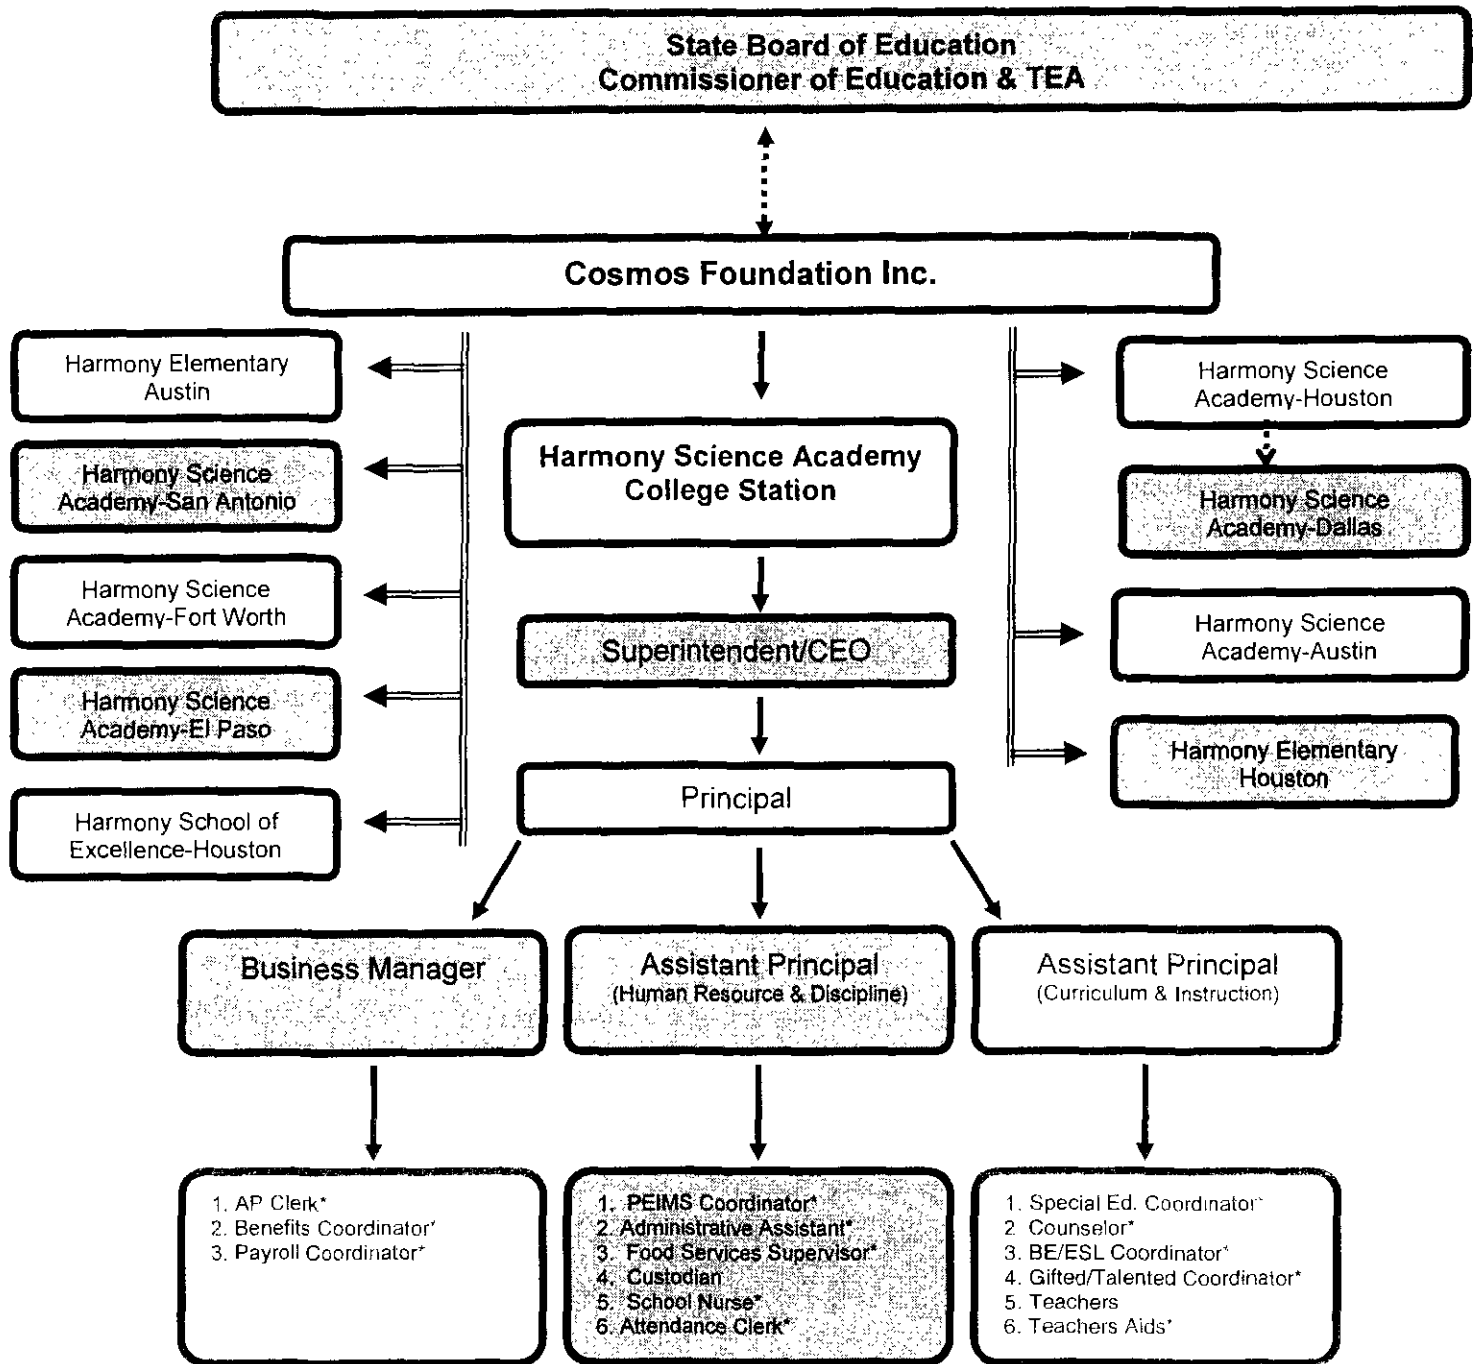 State Board of Education
Commissioner of Education & TEA
Cosmos Foundation Inc.
Harmony Elementary
Austin
Harmony Science
Academy-San Antonio
Harmony Science
Academy-Fort Worth
Harmony Science
Academy-El Paso
Harmony School of
Excellence-Houston
Harmony Science Academy
College Station
Superintendent/CEO
Principal
Harmony Science
Academy-Houston
Harmony Science
Academy-Dallas
Harmony Science
Academy-Austin
Harmony Elementary
Houston
Business Manager
Assistant Principal
(Human Resource & Discipline)
Assistant Principal
(Curriculum & Instruction)
1. AP Clerk*
2. Benefits Coordinator*
3. Payroll Coordinator*
1. PEIMS Coordinator*
2. Administrative Assistant*
3. Food Services Supervisor*
4. Custodian
5. School Nurse*
6. Attendance Clerk*
1. Special Ed. Coordinator*
2. Counselor*
3. BE/ESL Coordinator*
4. Gifted/Talented Coordinator*
5. Teachers
6. Teachers Aids*